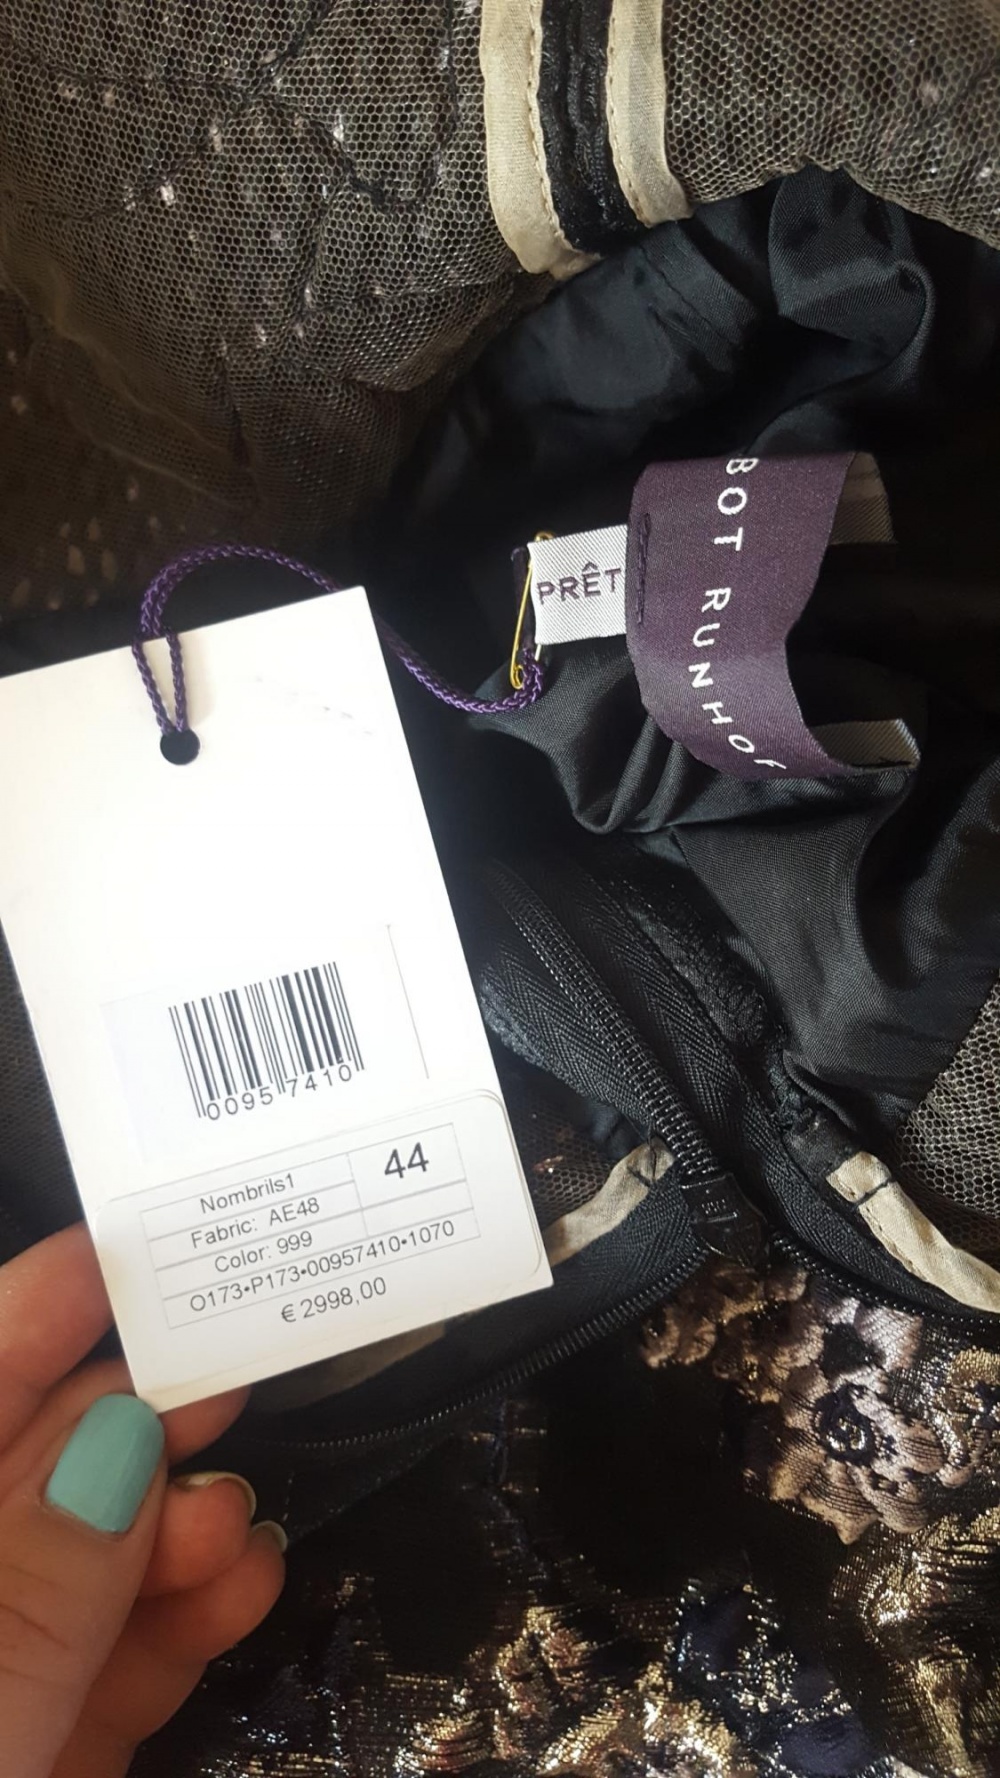 BOT RUNHOF
PRÊT
00957410
Nombrils1
44
Fabric: AE48
Color: 999
O173•P173•00957410•1070
€ 2998,00